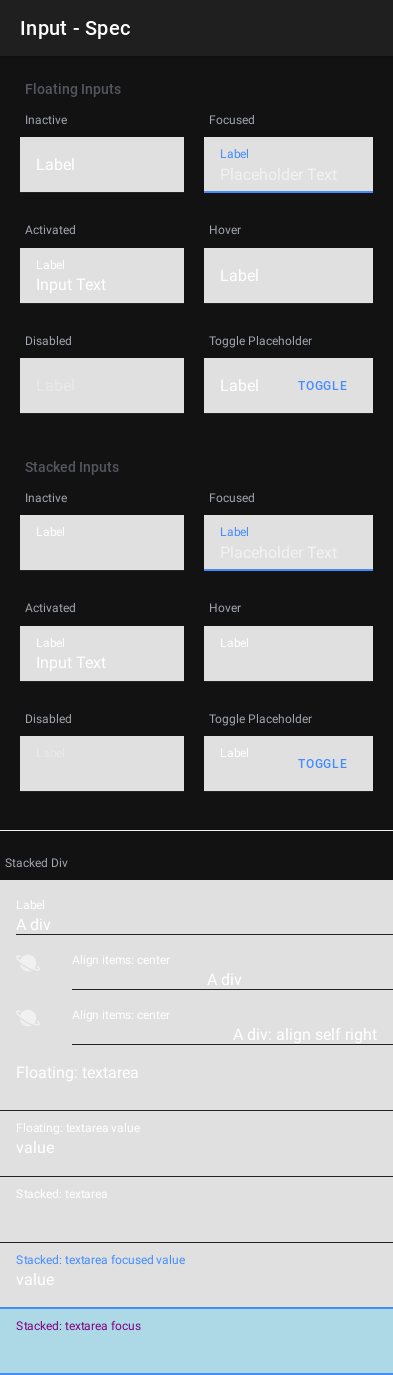 Input - Spec
Floating Inputs
Inactive
Focused
Label
Label
Placeholder Text
Activated
Hover
Label
Input Text
Label
Disabled
Toggle Placeholder
Label
Label
TOGGLE
Stacked Inputs
Inactive
Focused
Label
Label
Placeholder Text
Activated
Hover
Label
Input Text
Label
Disabled
Toggle Placeholder
Label
Label
TOGGLE
Stacked Div
Label
A div
Align items: center
A div
Align items: center
A div: align self right
Floating: textarea
Floating: textarea value
value
Stacked: textarea
Stacked: textarea focused value
value
Stacked: textarea focus